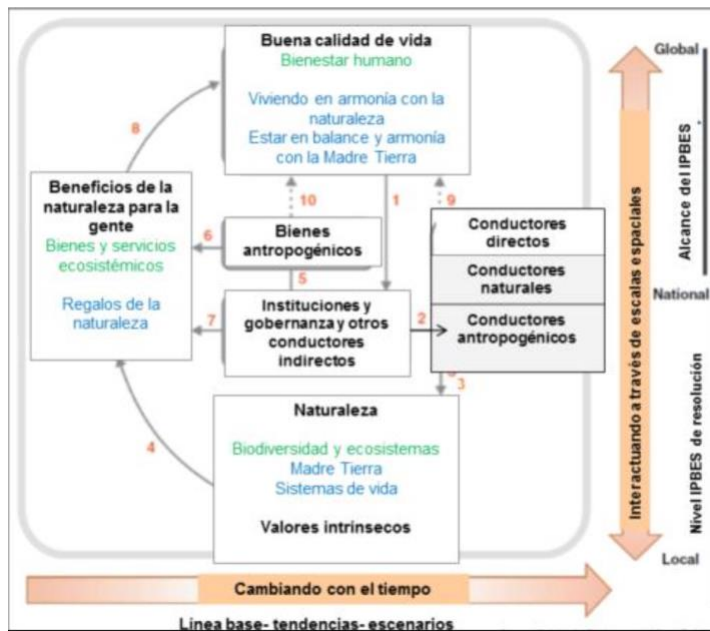 Buena calidad de vida
Bienestar humano
Viviendo en armonía con la
naturaleza
Estar en balance y armonía
con la Madre Tierra
8
10
1
9
Beneficios de la
naturaleza para la
gente
Bienes y servicios
ecosistémicos
Regalos de la
naturaleza
6
Bienes
antropogénicos
5
7
Instituciones y
gobernanza y otros
conductores
indirectos
2
Conductores
directos
Conductores
naturales
Conductores
antropogénicos
3
4
Naturaleza
Biodiversidad y ecosistemas
Madre Tierra
Sistemas de vida
Valores intrínsecos
Global
National
Local
Interactuando a través de escalas espaciales
Alcance del IPBES
Nivel IPBES de resolución
Cambiando con el tiempo
Línea base- tendencias- escenarios